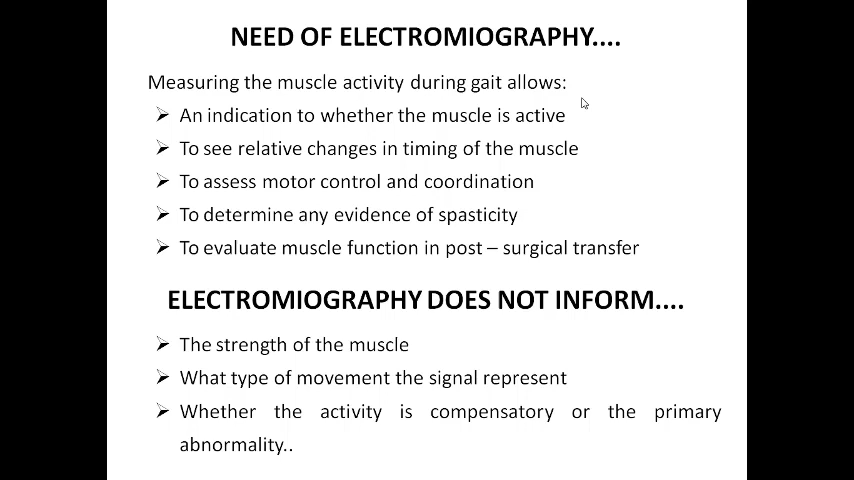 NEED OF ELECTROMIOGRAPHY....
Measuring the muscle activity during gait allows:
➢ An indication to whether the muscle is active
➢ To see relative changes in timing of the muscle
➢ To assess motor control and coordination
➢ To determine any evidence of spasticity
➢ To evaluate muscle function in post – surgical transfer
ELECTROMIOGRAPHY DOES NOT INFORM....
➢ The strength of the muscle
➢ What type of movement the signal represent
➢ Whether the activity is compensatory or the primary
abnormality..